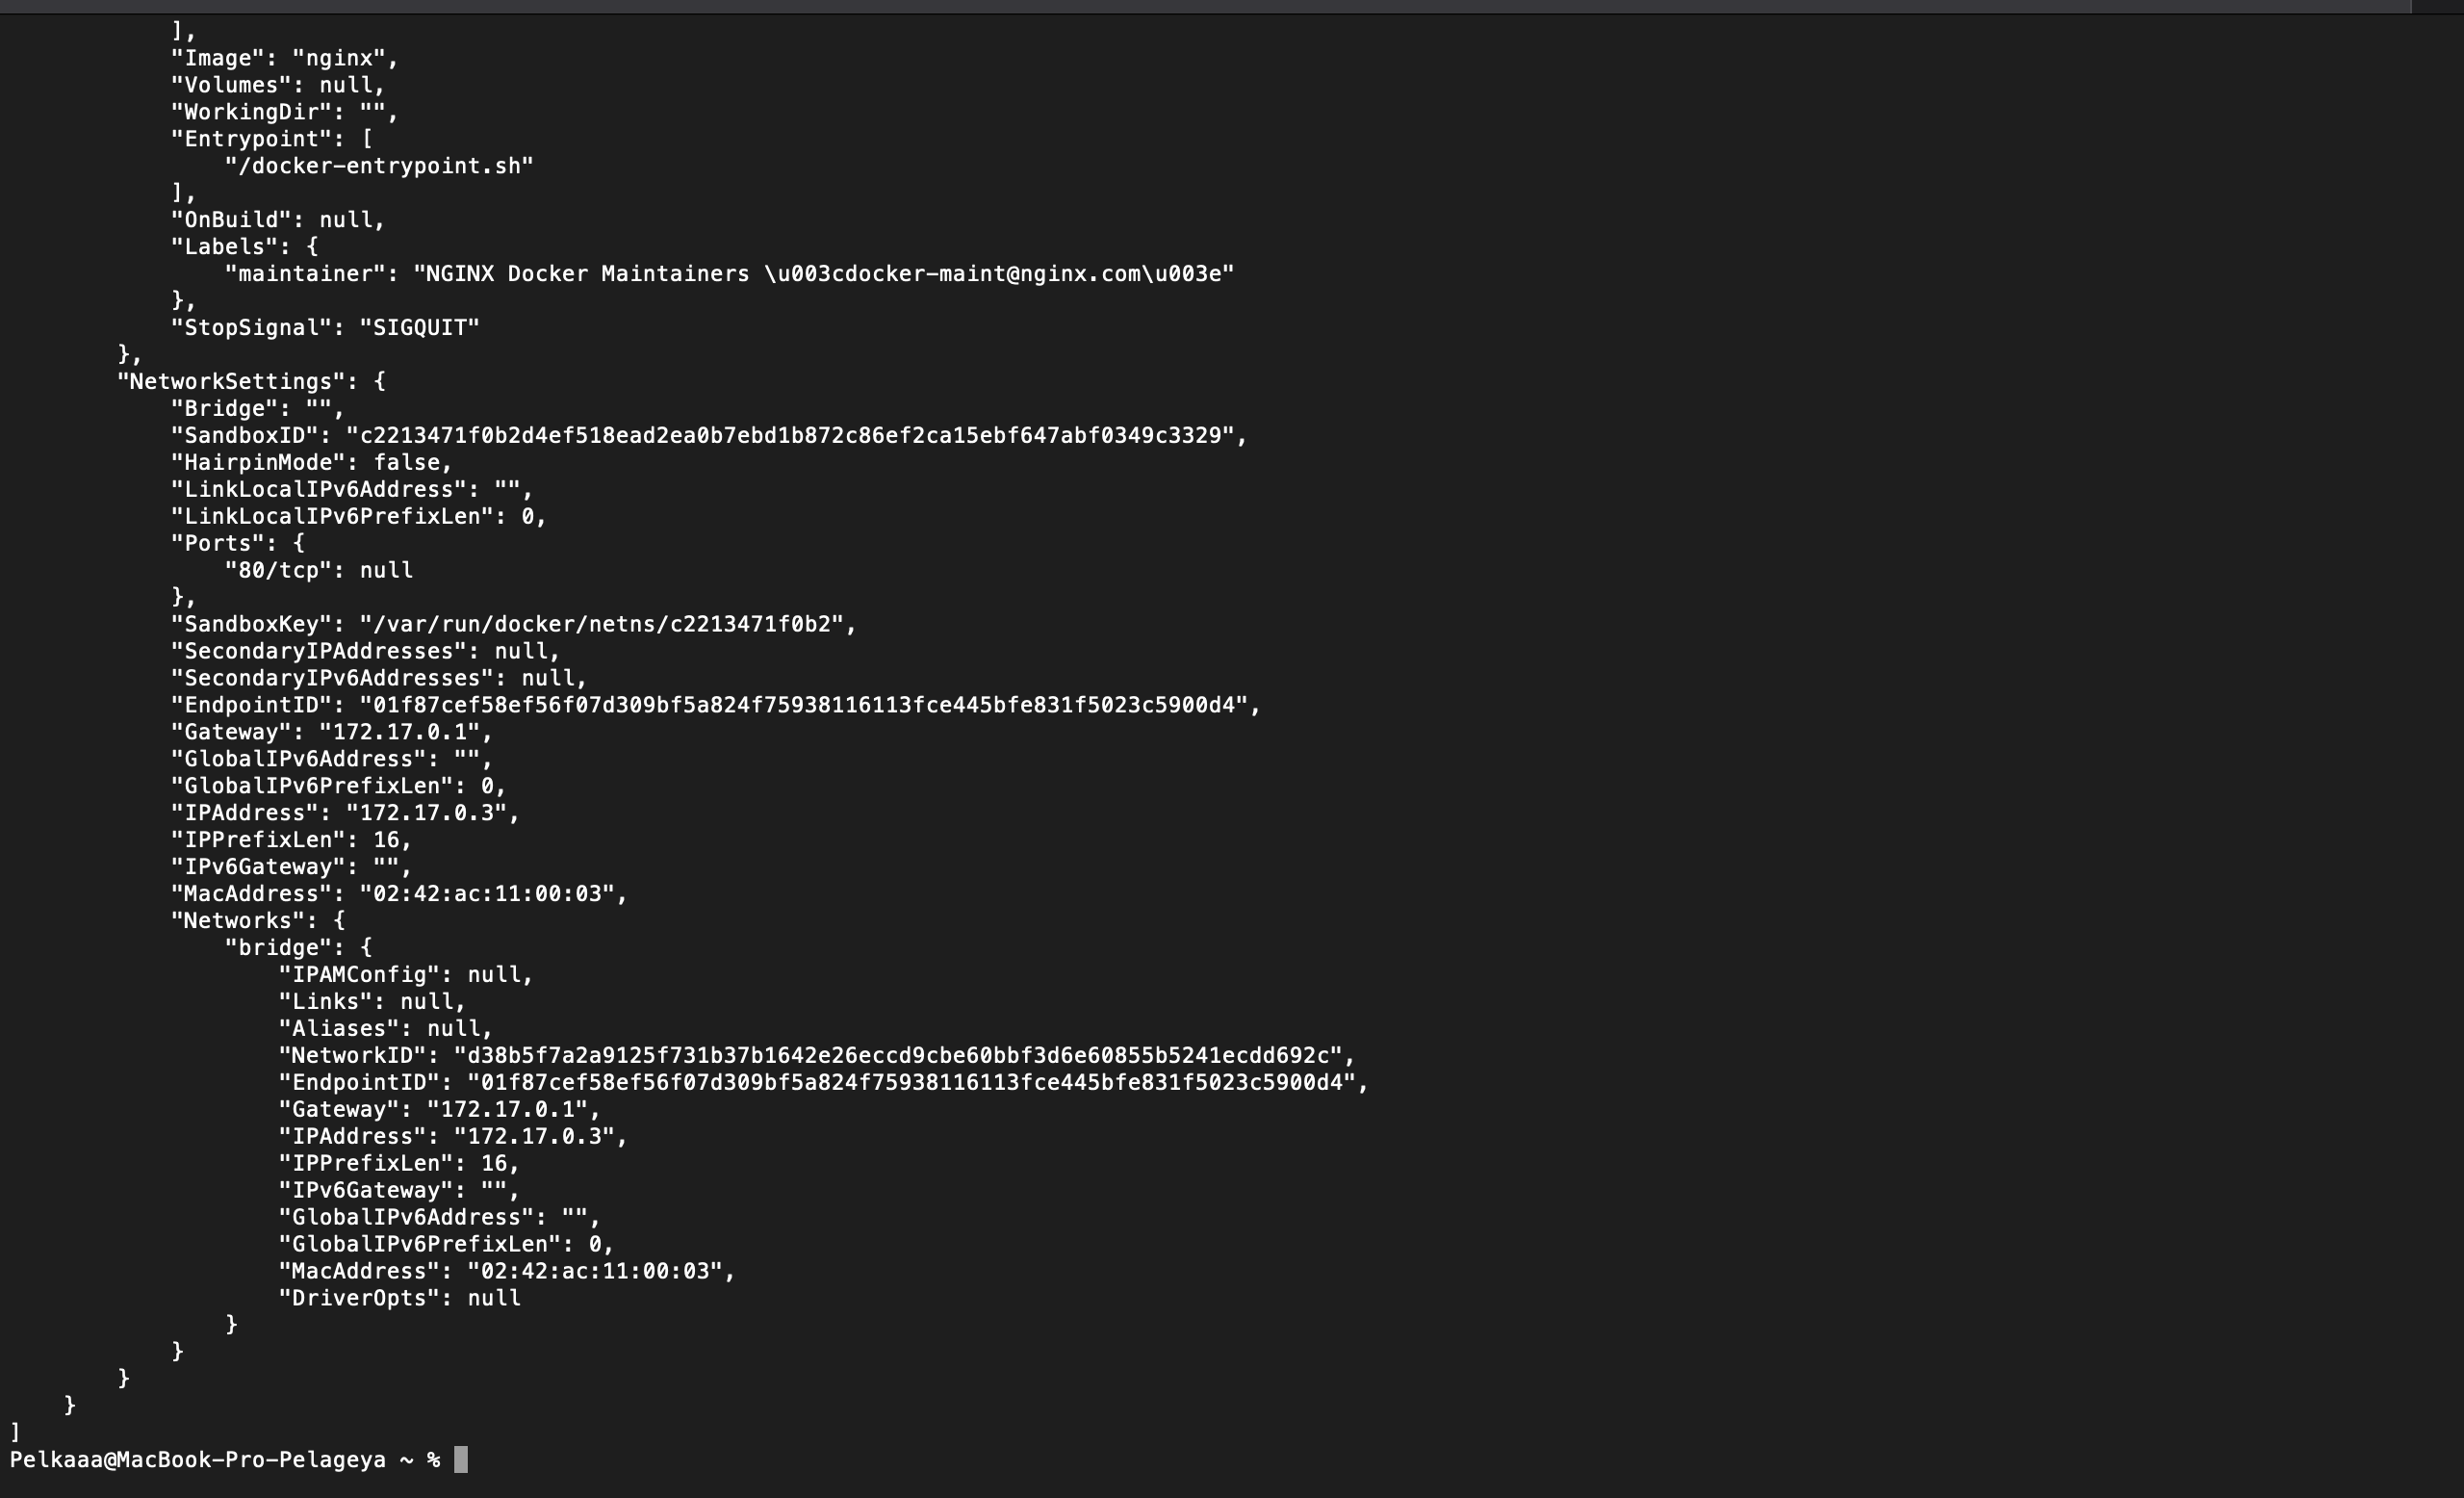 ],
            "Image": "nginx",
            "Volumes": null,
            "WorkingDir": "",
            "Entrypoint": [
                "/docker-entrypoint.sh"
            ],
            "OnBuild": null,
            "Labels": {
                "maintainer": "NGINX Docker Maintainers \u003cdocker-maint@nginx.com\u003e"
            },
            "StopSignal": "SIGQUIT"
        },
        "NetworkSettings": {
            "Bridge": "",
            "SandboxID": "c2213471f0b2d4ef518ead2ea0b7ebd1b872c86ef2ca15ebf647abf0349c3329",
            "HairpinMode": false,
            "LinkLocalIPv6Address": "",
            "LinkLocalIPv6PrefixLen": 0,
            "Ports": {
                "80/tcp": null
            },
            "SandboxKey": "/var/run/docker/netns/c2213471f0b2",
            "SecondaryIPAddresses": null,
            "SecondaryIPv6Addresses": null,
            "EndpointID": "01f87cef58ef56f07d309bf5a824f75938116113fce445bfe831f5023c5900d4",
            "Gateway": "172.17.0.1",
            "GlobalIPv6Address": "",
            "GlobalIPv6PrefixLen": 0,
            "IPAddress": "172.17.0.3",
            "IPPrefixLen": 16,
            "IPv6Gateway": "",
            "MacAddress": "02:42:ac:11:00:03",
            "Networks": {
                "bridge": {
                    "IPAMConfig": null,
                    "Links": null,
                    "Aliases": null,
                    "NetworkID": "d38b5f7a2a9125f731b37b1642e26eccd9cbe60bbf3d6e60855b5241ecdd692c",
                    "EndpointID": "01f87cef58ef56f07d309bf5a824f75938116113fce445bfe831f5023c5900d4",
                    "Gateway": "172.17.0.1",
                    "IPAddress": "172.17.0.3",
                    "IPPrefixLen": 16,
                    "IPv6Gateway": "",
                    "GlobalIPv6Address": "",
                    "GlobalIPv6PrefixLen": 0,
                    "MacAddress": "02:42:ac:11:00:03",
                    "DriverOpts": null
                }
            }
        }
    }
]
Pelkaaa@MacBook-Pro-Pelageya ~ %